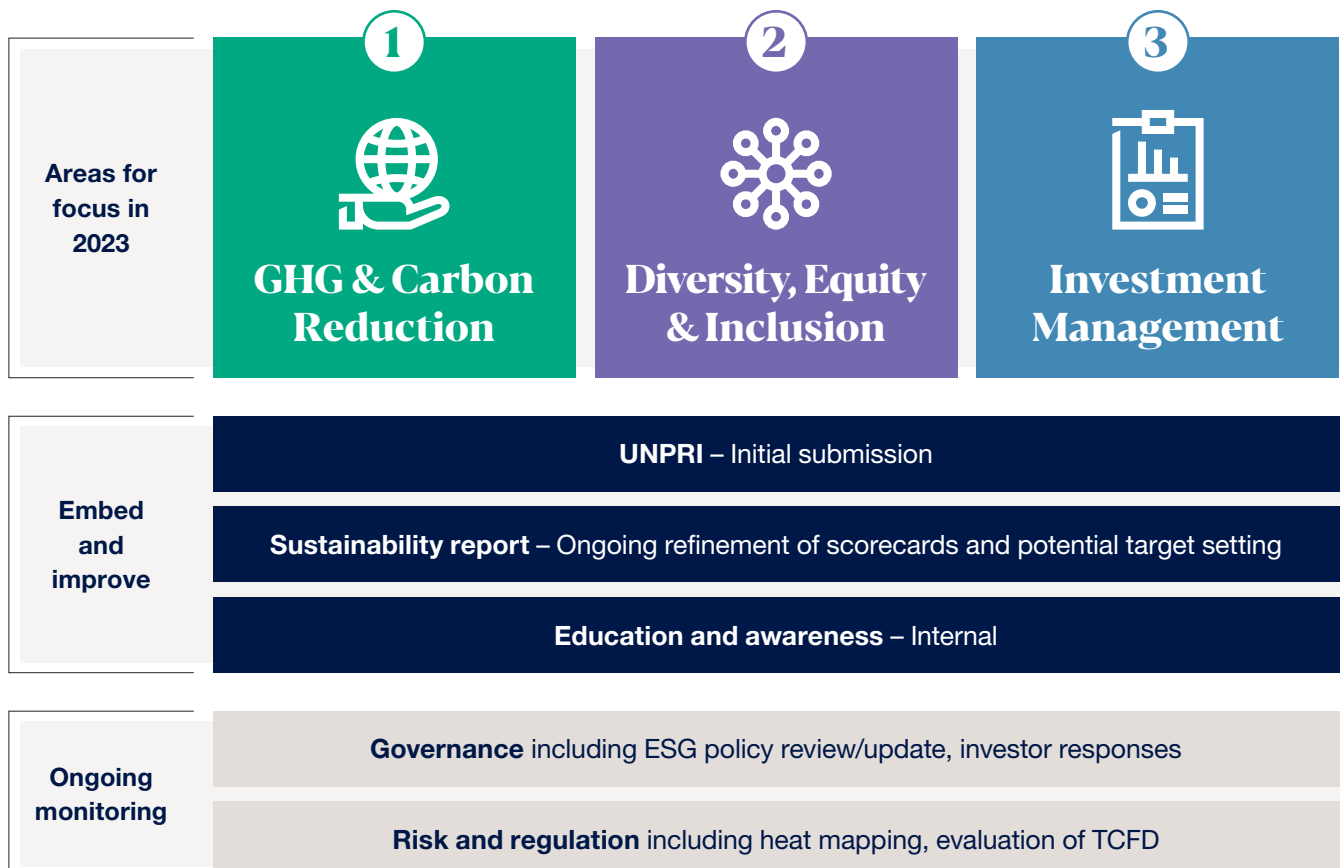 Areas for
focus in
2023
1
GHG & Carbon
Reduction
2
Diversity, Equity
& Inclusion
3
Investment
Management
Embed
and
improve
UNPRI – Initial submission
Sustainability report – Ongoing refinement of scorecards and potential target setting
Education and awareness – Internal
Ongoing
monitoring
Governance including ESG policy review/update, investor responses
Risk and regulation including heat mapping, evaluation of TCFD